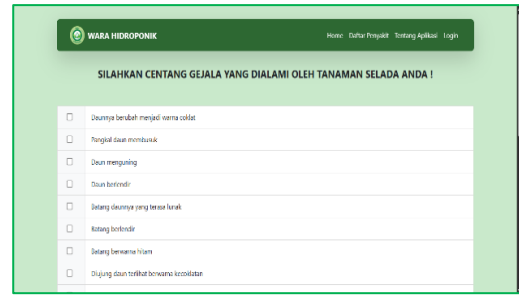 WARA HIDROPONIK
Home Daftar Penyakit Tentang Aplikasi Login
SILAHKAN CENTANG GEJALA YANG DIALAMI OLEH TANAMAN SELADA ANDA !
Daunnya berubah menjadi warna coklat
Pangkal daun membusuk
Daun menguning
Daun berlendir
Batang daunnya yang terasa lunak
Batang berlendir
Batang berwarna hitam
Diujung daun terlihat berwarna kecoklatan